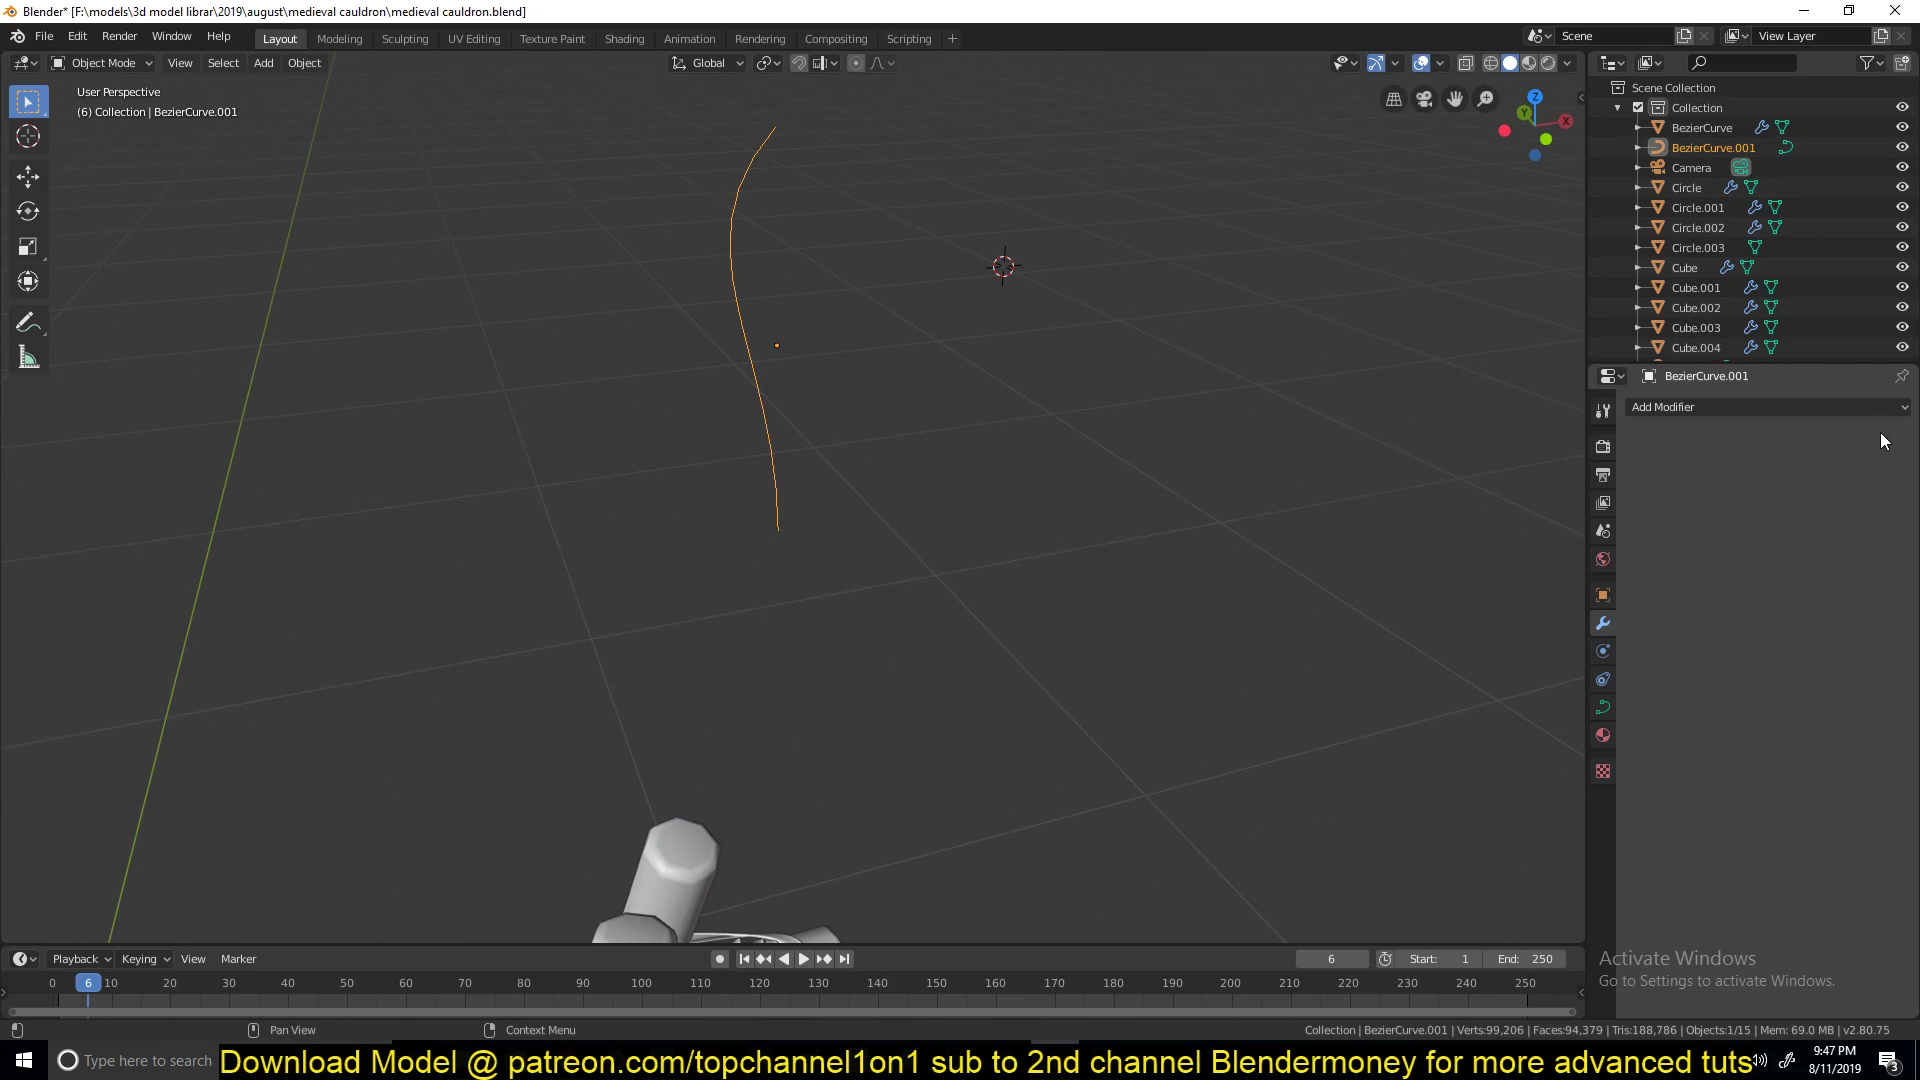 Blender* [F:\models\3d model librar\2019\august\medieval cauldron\medieval cauldron.blend]
File Edit Render Window Help Layout Modeling Sculpting UV Editing Texture Paint Shading Animation Rendering Compositing Scripting + Scene View Layer
Object Mode View Select Add Object Global
User Perspective
(6) Collection | BezierCurve.001
Z
Y
X
Scene Collection
Collection
BezierCurve
BezierCurve.001
Camera
Circle
Circle.001
Circle.002
Circle.003
Cube
Cube.001
Cube.002
Cube.003
Cube.004
BezierCurve.001
Add Modifier
Activate Windows
Go to Settings to activate Windows.
Playback Keying View Marker 6 Start: 1 End: 250
0 6 10 20 30 40 50 60 70 80 90 100 110 120 130 140 150 160 170 180 190 200 210 220 230 240 250
Pan View Context Menu Collection | BezierCurve.001 | Verts:99,206 | Faces:94,379 | Tris:188,786 | Objects:1/15 | Mem: 69.0 MB | v2.80.75
Type here to search
Download Model @ patreon.com/topchannel1on1 sub to 2nd channel Blendermoney for more advanced tuts
9:47 PM
8/11/2019
3